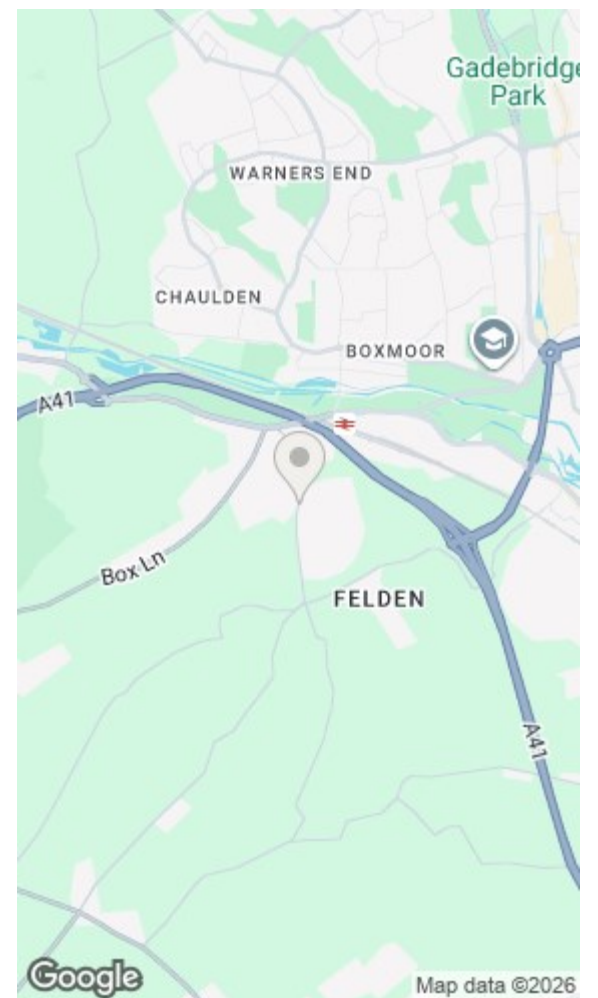 Gadebridge
Park
WARNERS END
CHAULDEN
BOXMOOR
A41
Box Ln
FELDEN
A41
Google
Map data ©2026